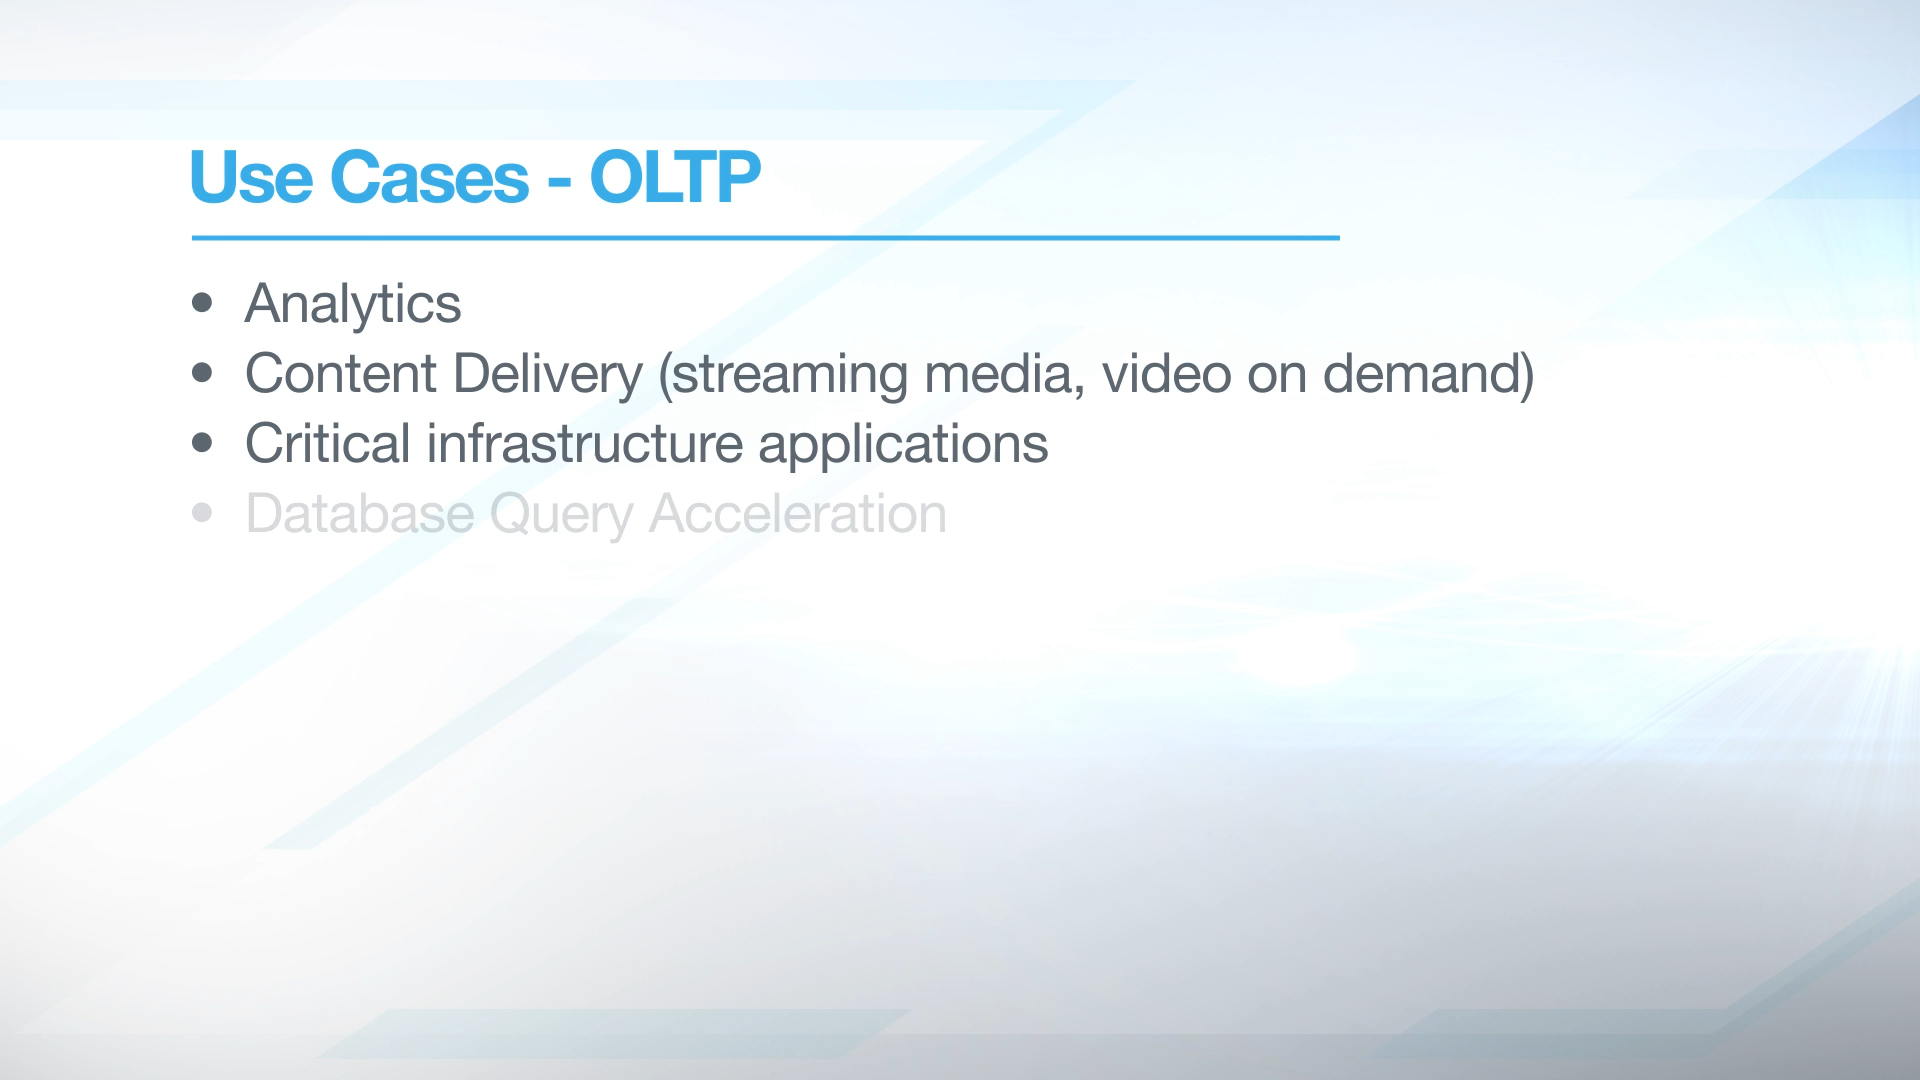 Use Cases - OLTP
• Analytics
• Content Delivery (streaming media, video on demand)
• Critical infrastructure applications
• Database Query Acceleration